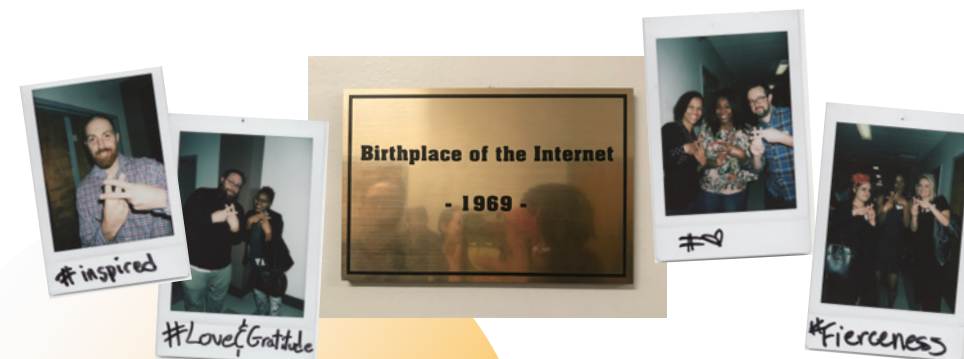 #inspired
#Love&Gratitude
Birthplace of the Internet
- 1969 -
#♡
#Fierceness